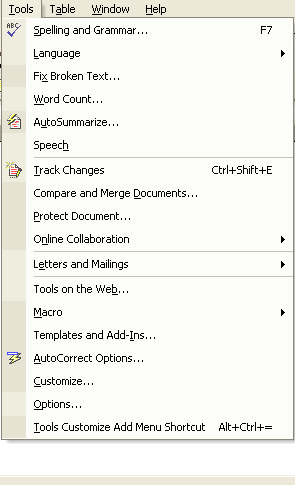 Tools Table Window Help
ABC Spelling and Grammar... F7
Language
Fix Broken Text...
Word Count...
AutoSummarize...
Speech
Track Changes Ctrl+Shift+E
Compare and Merge Documents...
Protect Document...
Online Collaboration
Letters and Mailings
Tools on the Web...
Macro
Templates and Add-Ins...
AutoCorrect Options...
Customize...
Options...
Tools Customize Add Menu Shortcut Alt+Ctrl+=